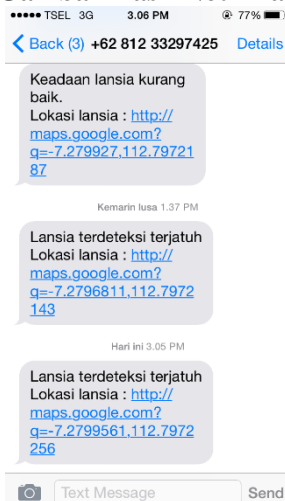 TSEL 3G 3.06 PM 77%
Back (3) +62 812 33297425 Details
Keadaan lansia kurang
baik.
Lokasi lansia : http://
maps.google.com?
q=-7.279927,112.79721
87
Kemarin lusa 1.37 PM
Lansia terdeteksi terjatuh
Lokasi lansia : http://
maps.google.com?
q=-7.2796811,112.7972
143
Hari ini 3.05 PM
Lansia terdeteksi terjatuh
Lokasi lansia : http://
maps.google.com?
q=-7.2799561,112.7972
256
Text Message Send